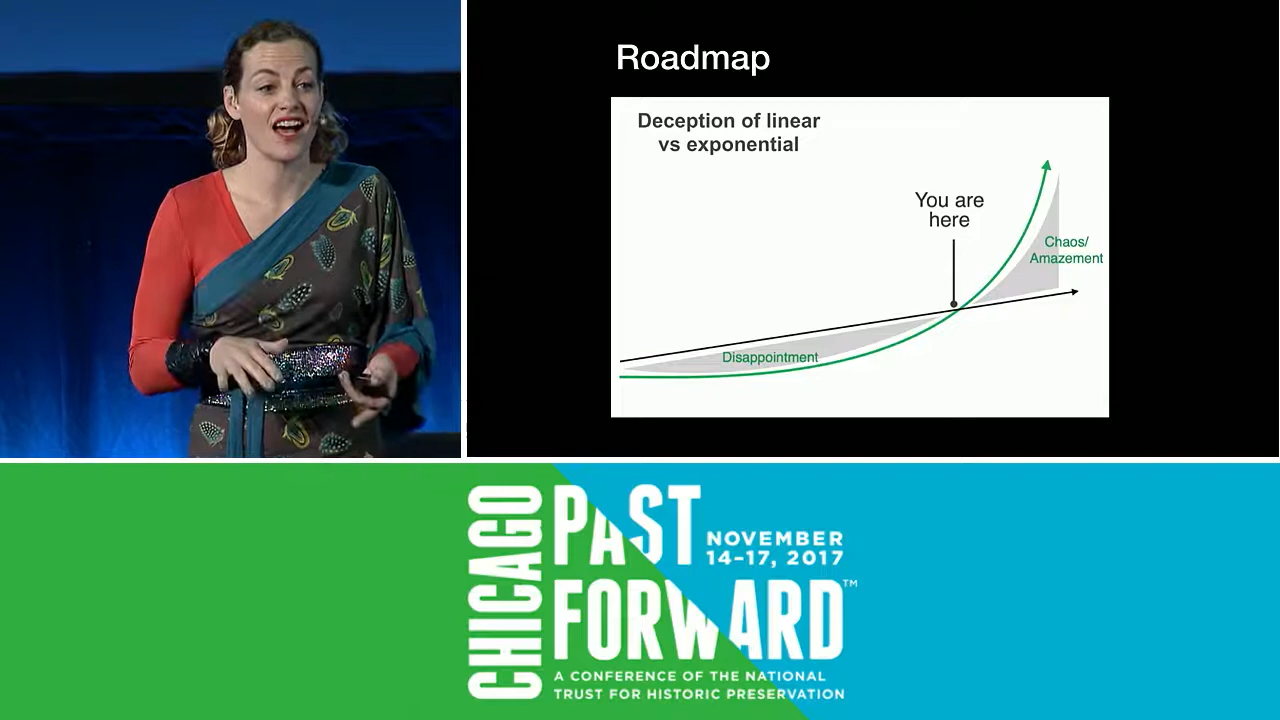 Roadmap
Deception of linear
vs exponential
You are
here
Chaos/
Amazement
Disappointment
CHICAGO
PAST
FORWARD™
NOVEMBER
14–17, 2017
A CONFERENCE OF THE NATIONAL
TRUST FOR HISTORIC PRESERVATION